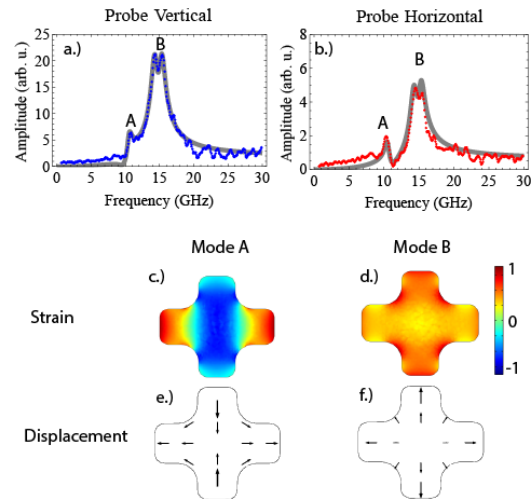 Probe Vertical
Probe Horizontal
a.)
B
A
Amplitude (arb. u.)
25
20
15
10
5
0
0 5 10 15 20 25 30
Frequency (GHz)
b.)
B
A
Amplitude (arb. u.)
8
6
4
2
0
0 5 10 15 20 25 30
Frequency (GHz)
Mode A
Mode B
Strain
c.)
d.)
1
0
-1
Displacement
e.)
f.)